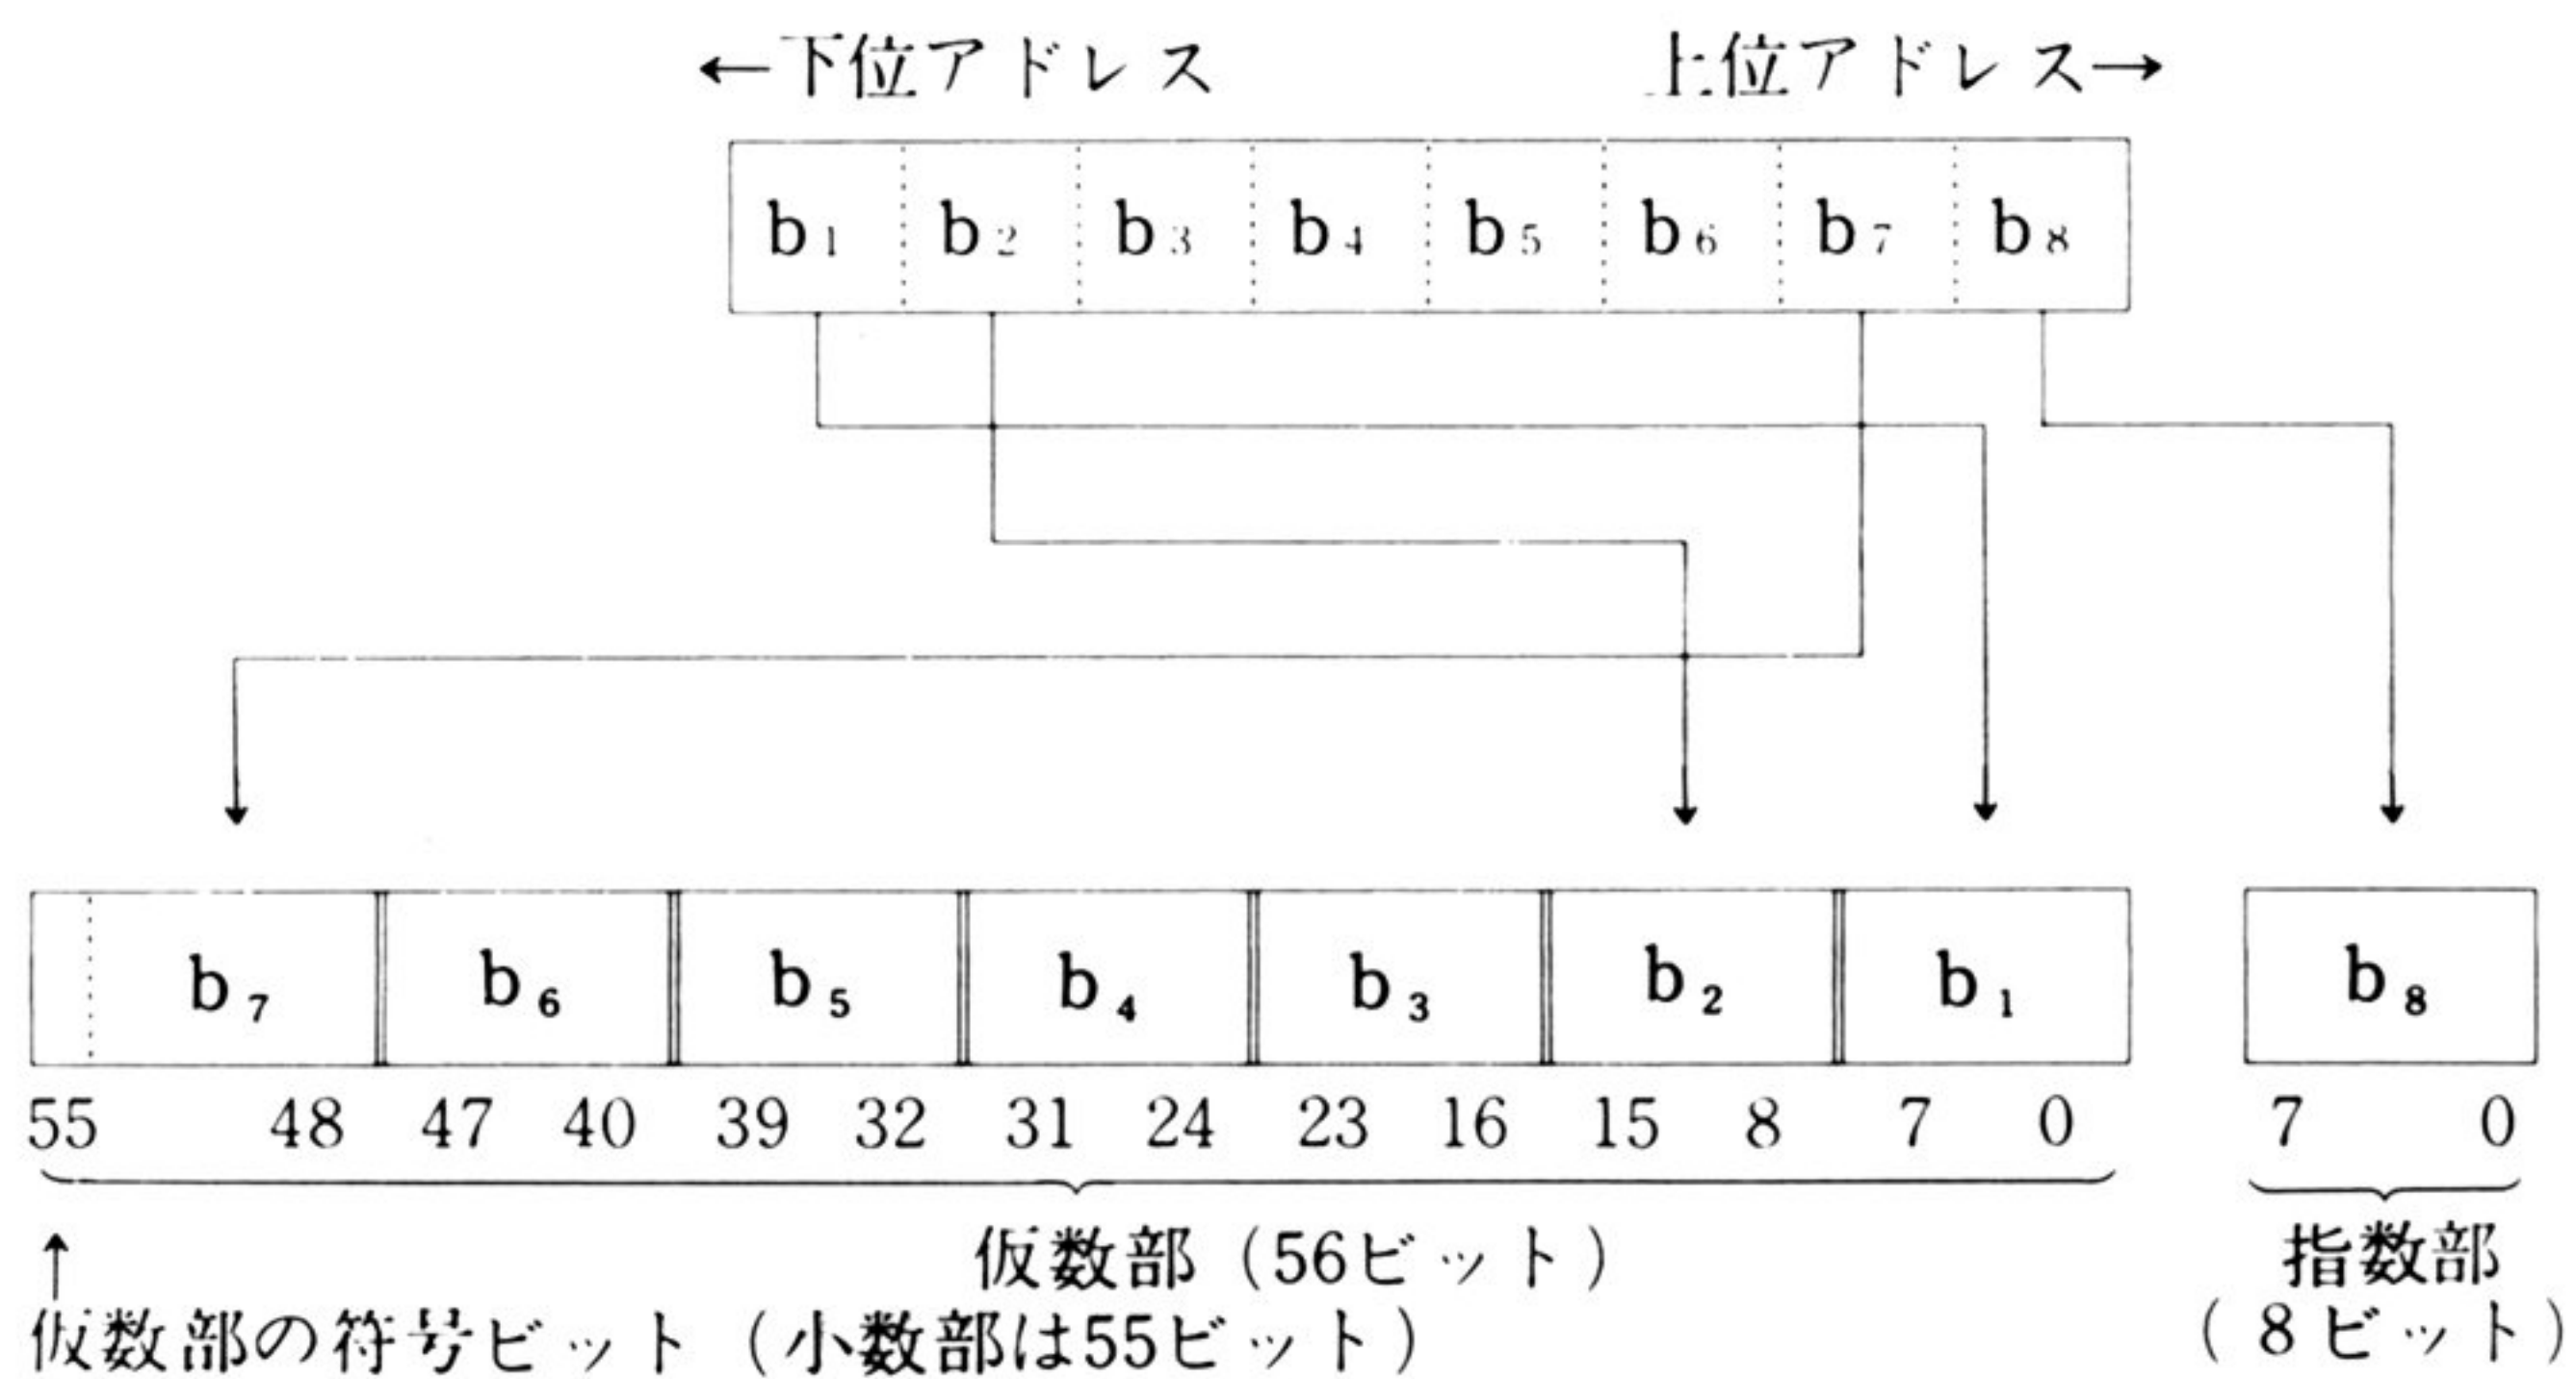 ←下位アドレス 上位アドレス→
b₁ b₂ b₃ b₄ b₅ b₆ b₇ b₈
b₇ b₆ b₅ b₄ b₃ b₂ b₁ b₈
55 48 47 40 39 32 31 24 23 16 15 8 7 0 7 0
仮数部(56ビット) 指数部
仮数部の符号ビット(小数部は55ビット) (8ビット)